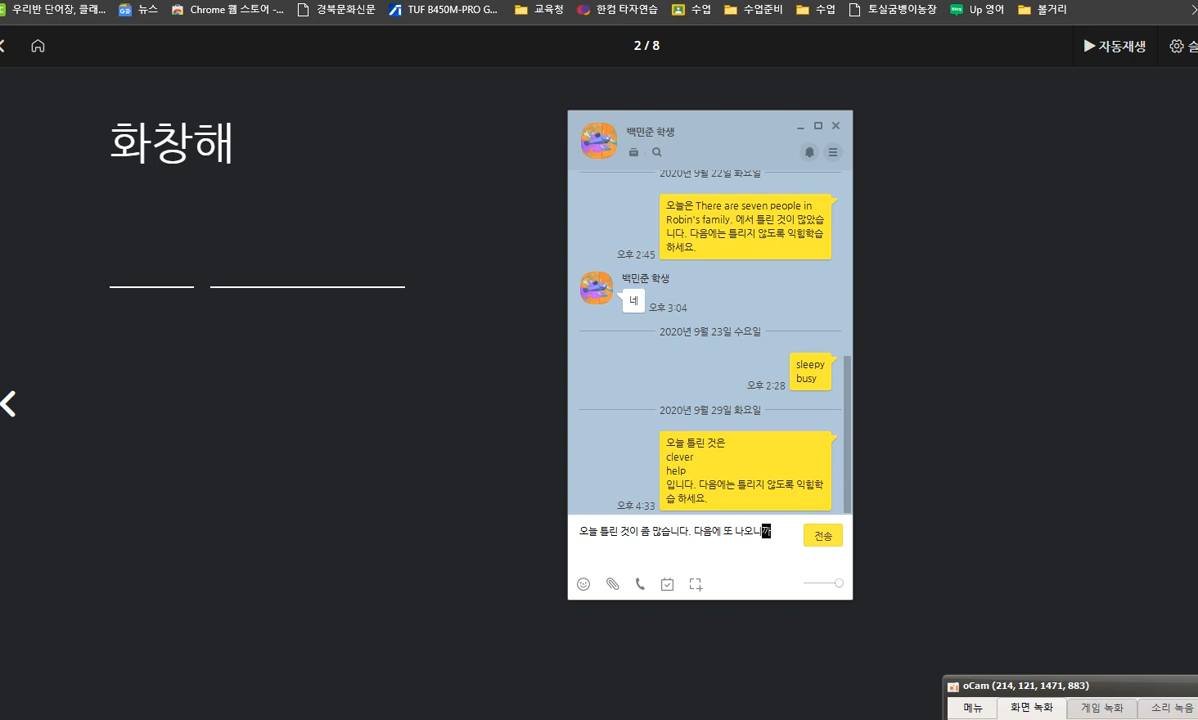 우리반 단어장, 클래... 뉴스 Chrome 웹 스토어 -... 경북문화신문 TUF B450M-PRO G... 교육청 한컴 타자연습 수업 수업준비 수업 토실굼벵이농장 Up 영어 볼거리
2 / 8
▶ 자동재생
슬
화창해
백민준 학생
2020년 9월 22일 화요일
오늘은 There are seven people in
Robin's family. 에서 틀린 것이 많았습
니다. 다음에는 틀리지 않도록 익힘학습
하세요.
오후 2:45
백민준 학생
네
오후 3:04
2020년 9월 23일 수요일
sleepy
busy
오후 2:28
2020년 9월 29일 화요일
오늘 틀린 것은
clever
help
입니다. 다음에는 틀리지 않도록 익힘학
습 하세요.
오후 4:33
오늘 틀린 것이 좀 많습니다. 다음에 또 나오니까
전송
oCam (214, 121, 1471, 883)
메뉴 화면 녹화 게임 녹화 소리 녹음